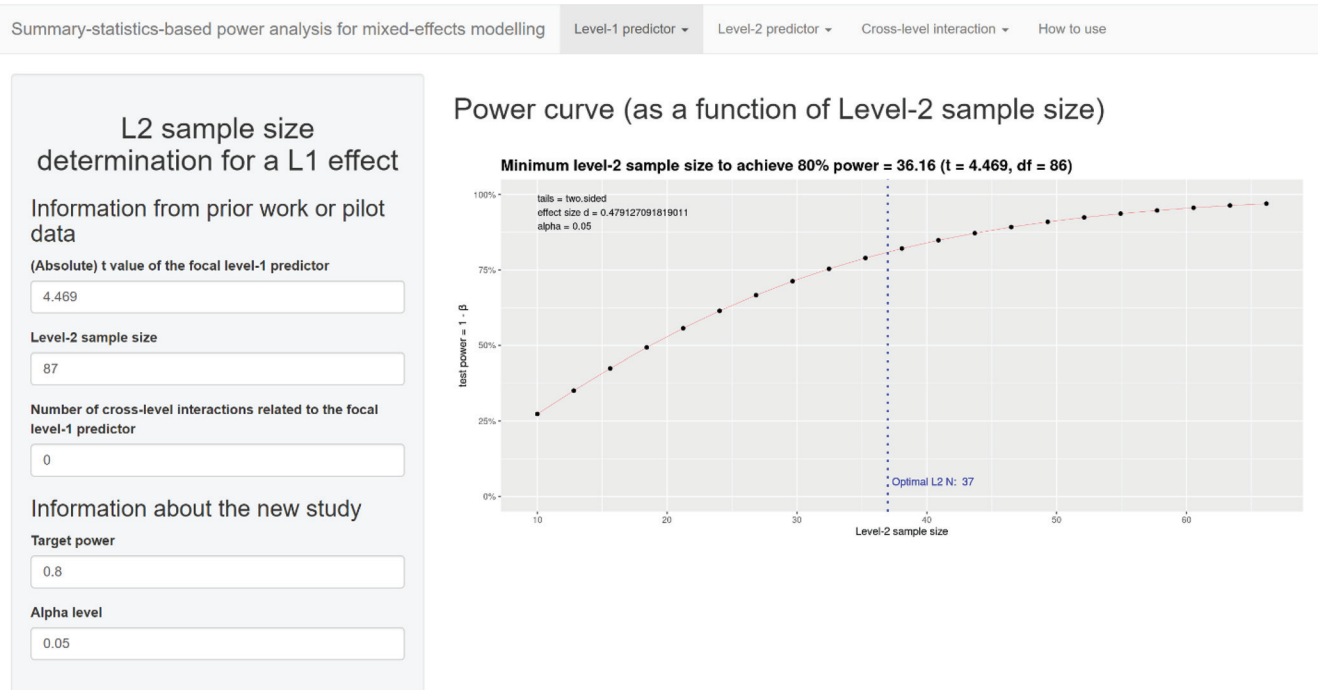 Summary-statistics-based power analysis for mixed-effects modelling
Level-1 predictor
Level-2 predictor
Cross-level interaction
How to use
L2 sample size
determination for a L1 effect
Information from prior work or pilot
data
(Absolute) t value of the focal level-1 predictor
4.469
Level-2 sample size
87
Number of cross-level interactions related to the focal
level-1 predictor
0
Information about the new study
Target power
0.8
Alpha level
0.05
Power curve (as a function of Level-2 sample size)
Minimum level-2 sample size to achieve 80% power = 36.16 (t = 4.469, df = 86)
tails = two.sided
effect size d = 0.479127091819011
alpha = 0.05
100%
75%
50%
25%
0%
test power = 1 - β
Optimal L2 N: 37
10
20
30
40
50
60
Level-2 sample size